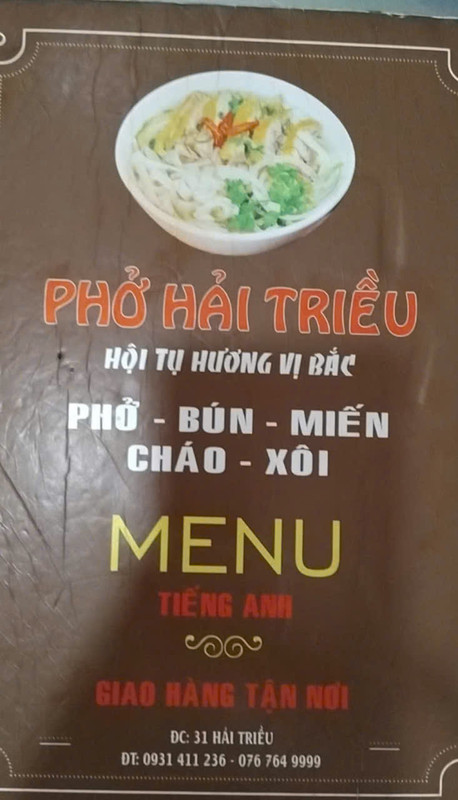 PHỞ HẢI TRIỀU
HỘI TỤ HƯƠNG VỊ BẮC
PHỞ - BÚN - MIẾN
CHÁO - XÔI
MENU
TIẾNG ANH
GIAO HÀNG TẬN NƠI
ĐC: 31 HẢI TRIỀU
ĐT: 0931 411 236 - 076 764 9999